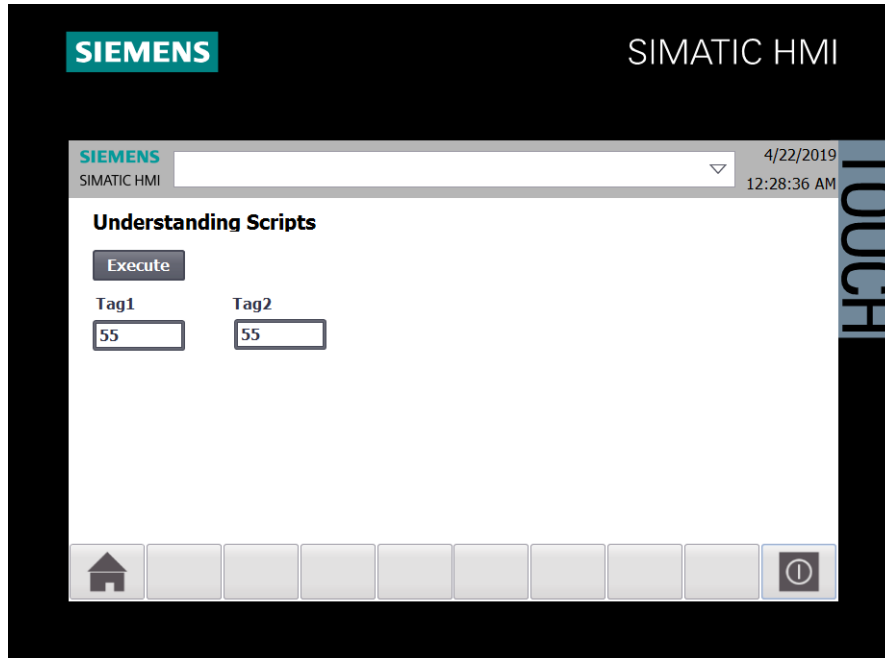 SIEMENS
SIMATIC HMI
SIEMENS
SIMATIC HMI
4/22/2019
12:28:36 AM
TOUCH
Understanding Scripts
Execute
Tag1 Tag2
55 55